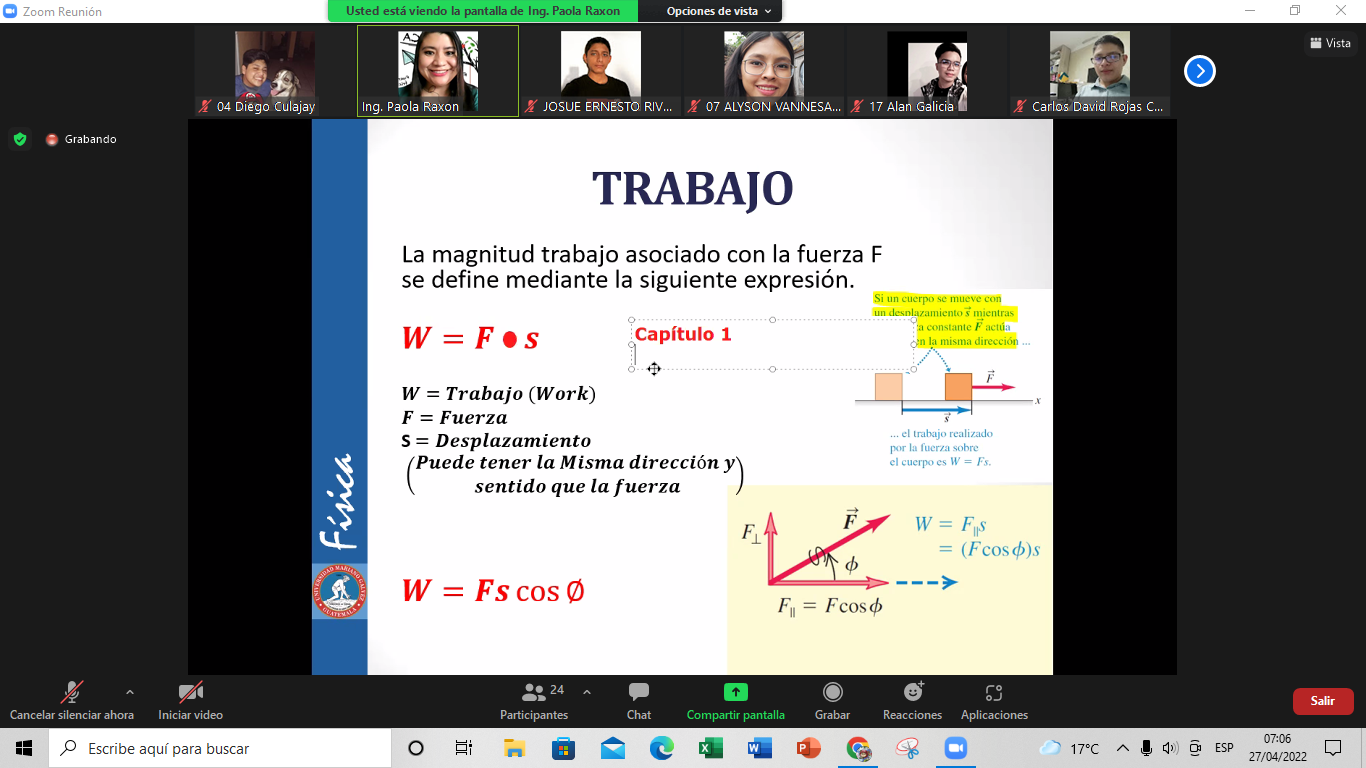 Zoom Reunión
Usted está viendo la pantalla de Ing. Paola Raxon
Opciones de vista
Vista
04 Diego Culajay
Ing. Paola Raxon
JOSUE ERNESTO RIV...
07 ALYSON VANNESA...
17 Alan Galicia
Carlos David Rojas C...
Grabando
TRABAJO
La magnitud trabajo asociado con la fuerza F
se define mediante la siguiente expresión.
W = F • s
Capítulo 1
W = Trabajo (Work)
F = Fuerza
S = Desplazamiento
(Puede tener la Misma dirección y
sentido que la fuerza)
W = Fs cos ∅
Si un cuerpo se mueve con
un desplazamiento s⃗ mientras
a constante F⃗ actúa
en la misma dirección ...
F⃗
x
s⃗
... el trabajo realizado
por la fuerza sobre
el cuerpo es W = Fs.
F⊥
F⃗
ϕ
W = F∥s
= (F cos ϕ)s
F∥ = F cos ϕ
Física
UNIVERSIDAD MARIANO GALVEZ
GUATEMALA
Cancelar silenciar ahora
Iniciar video
24
Participantes
Chat
Compartir pantalla
Grabar
Reacciones
Aplicaciones
Salir
Escribe aquí para buscar
17°C
ESP
07:06
27/04/2022